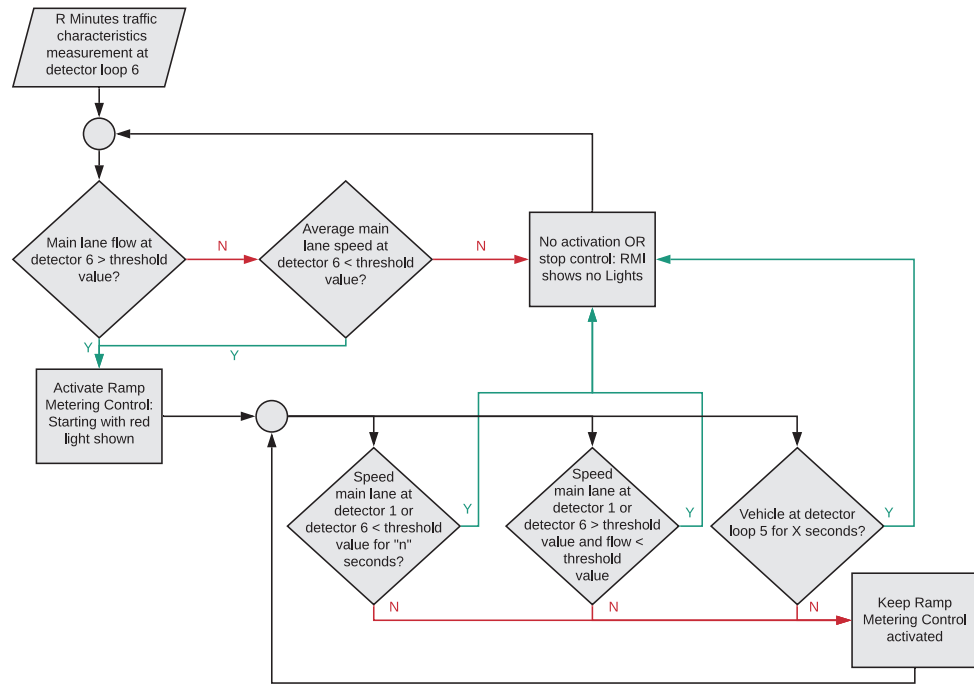 R Minutes traffic
characteristics
measurement at
detector loop 6
Main lane flow at
detector 6 > threshold
value?
N
Average main
lane speed at
detector 6 < threshold
value?
N
No activation OR
stop control: RMI
shows no Lights
Y
Y
Y
Activate Ramp
Metering Control:
Starting with red
light shown
Speed
main lane at
detector 1 or
detector 6 < threshold
value for "n"
seconds?
Y
Speed
main lane at
detector 1 or
detector 6 > threshold
value and flow <
threshold
value
Y
Vehicle at detector
loop 5 for X seconds?
Y
N
N
N
Keep Ramp
Metering Control
activated